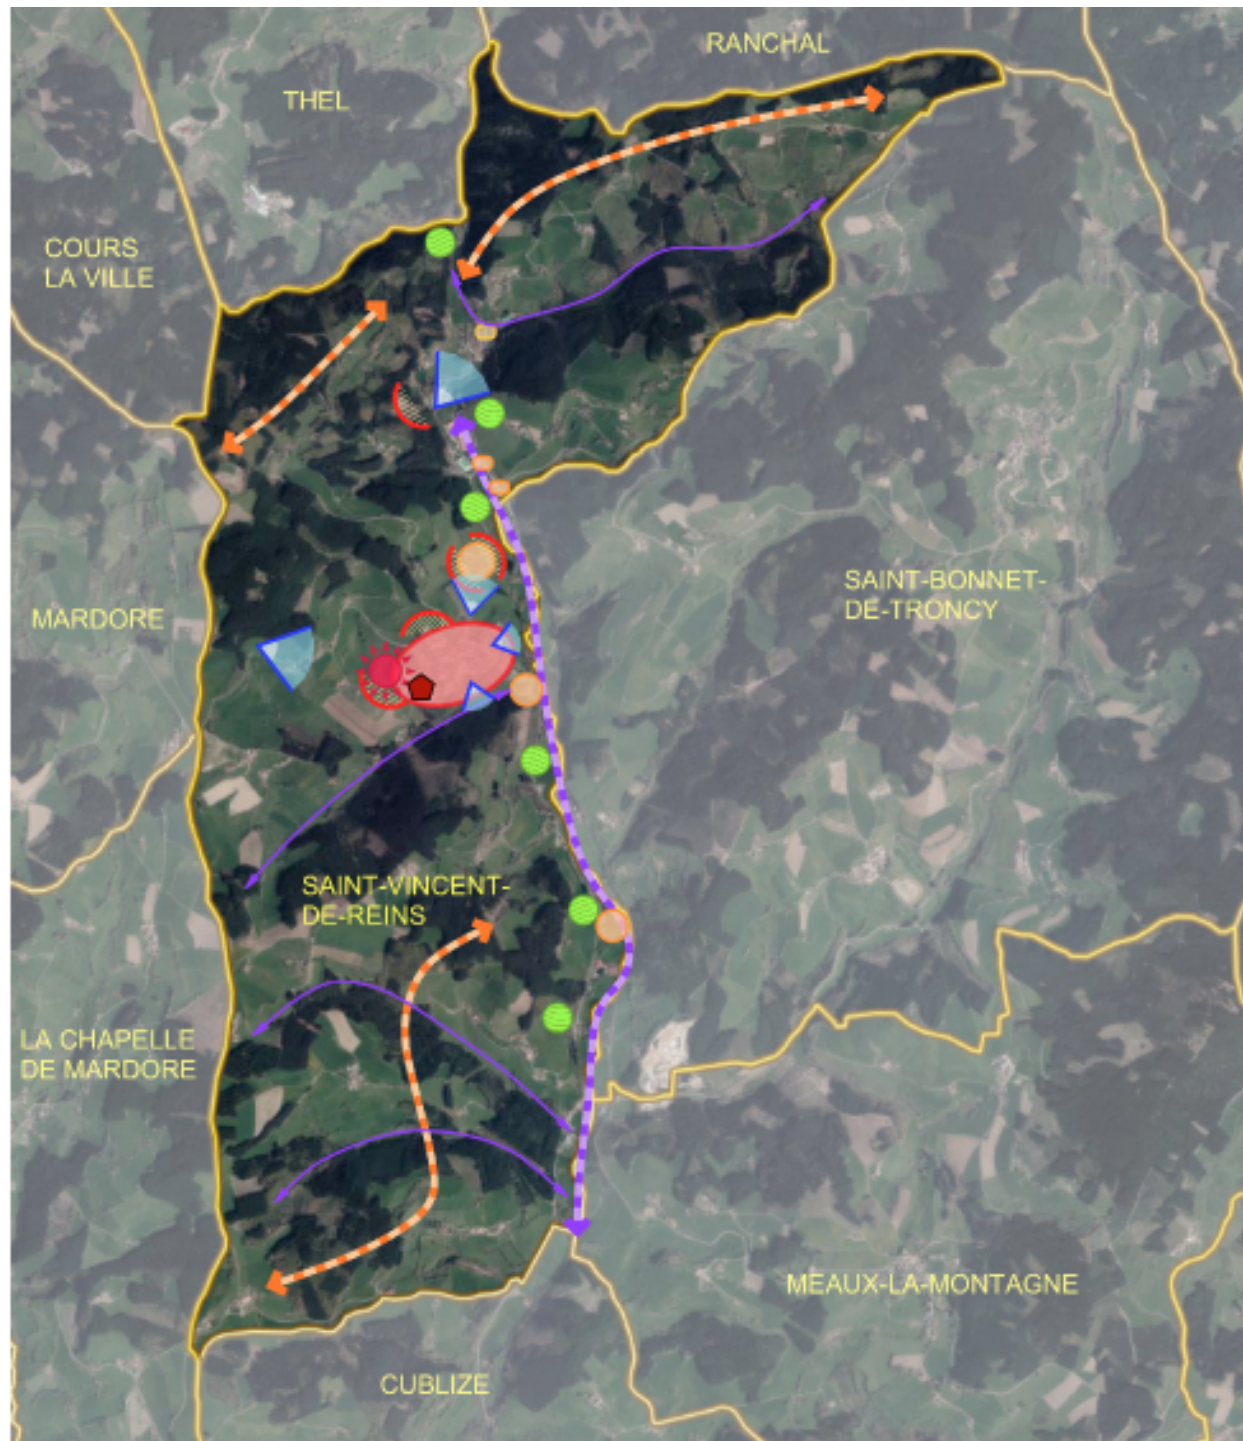 RANCHAL
THEL
COURS
LA VILLE
SAINT-BONNET-
DE-TRONCY
MARDORE
SAINT-VINCENT-
DE-REINS
LA CHAPELLE
DE MARDORE
MEAUX-LA-MONTAGNE
CUBLIZE